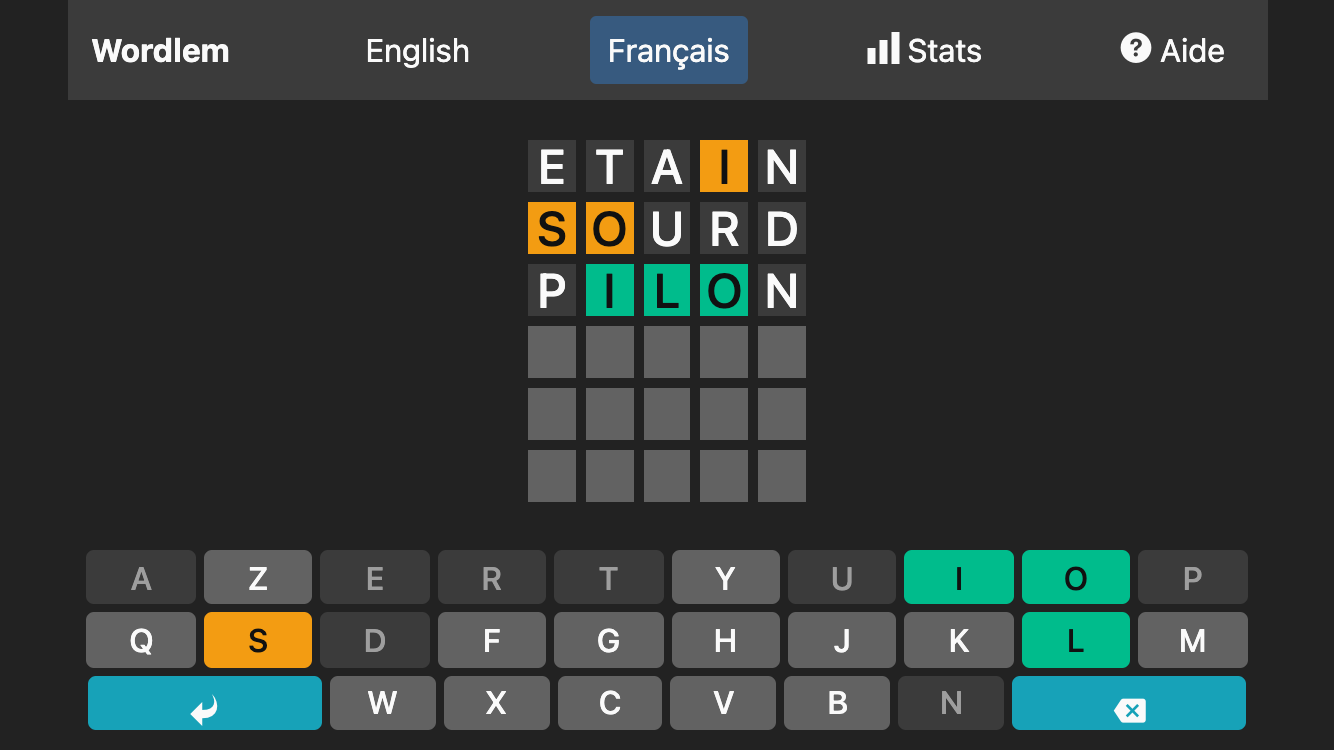 Wordlem English Français Stats ? Aide
E T A I N
S O U R D
P I L O N
A Z E R T Y U I O P
Q S D F G H J K L M
W X C V B N